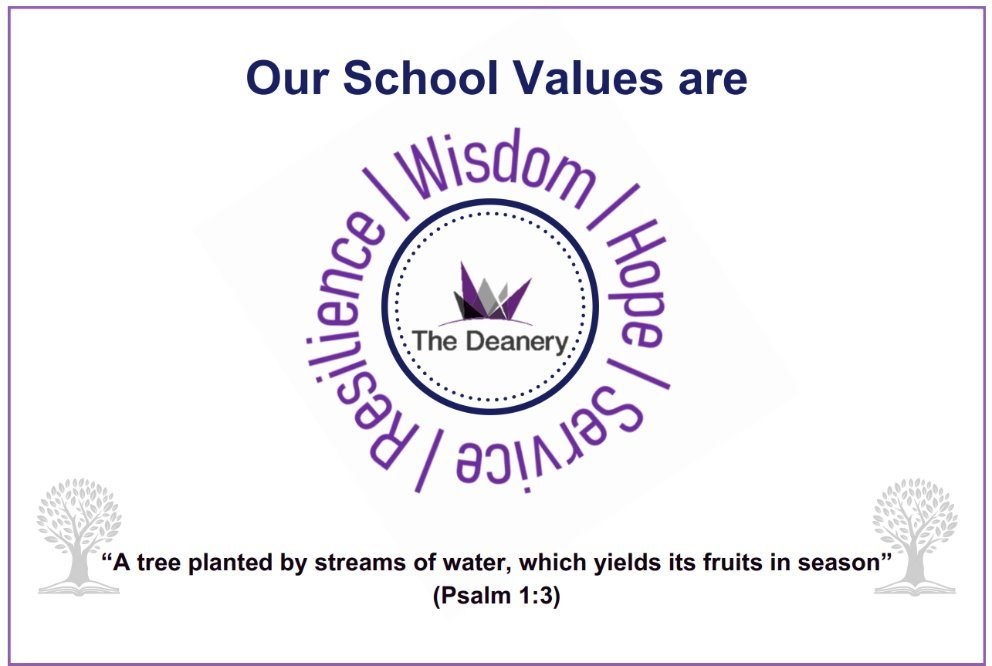 Our School Values are
Wisdom | Hope | Service | Resilience |
The Deanery
“A tree planted by streams of water, which yields its fruits in season”
(Psalm 1:3)